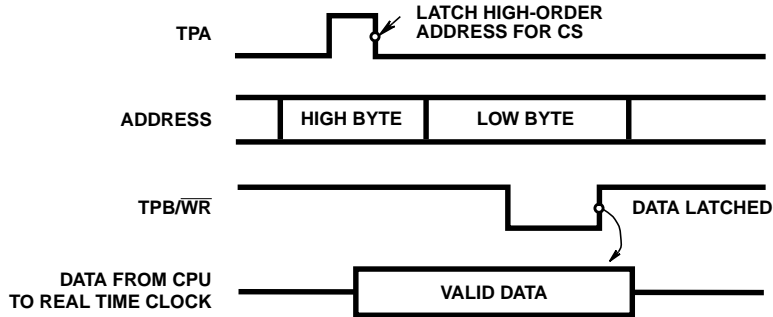 TPA
LATCH HIGH-ORDER
ADDRESS FOR CS
ADDRESS
HIGH BYTE
LOW BYTE
TPB/W̅R̅
DATA LATCHED
DATA FROM CPU
TO REAL TIME CLOCK
VALID DATA